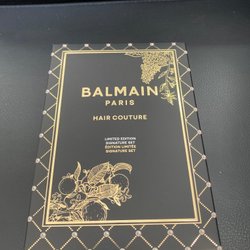 BALMAIN
PARIS
HAIR COUTURE
LIMITED EDITION
SIGNATURE SET
ÉDITION LIMITÉE
SIGNATURE SET